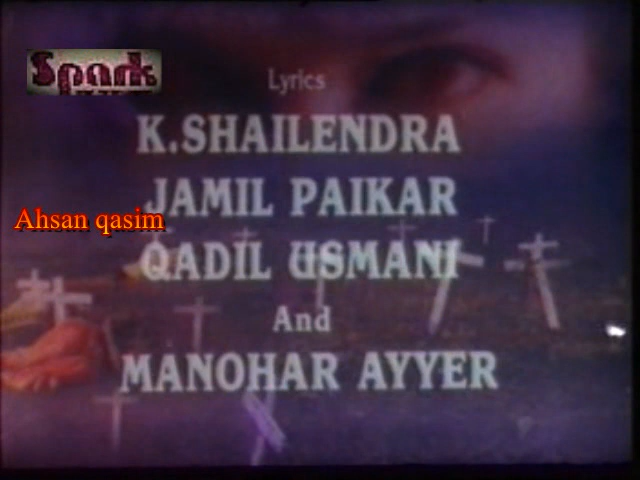 Spark
Lyrics
K.SHAILENDRA
JAMIL PAIKAR
Ahsan qasim
QADIL USMANI
And
MANOHAR AYYER